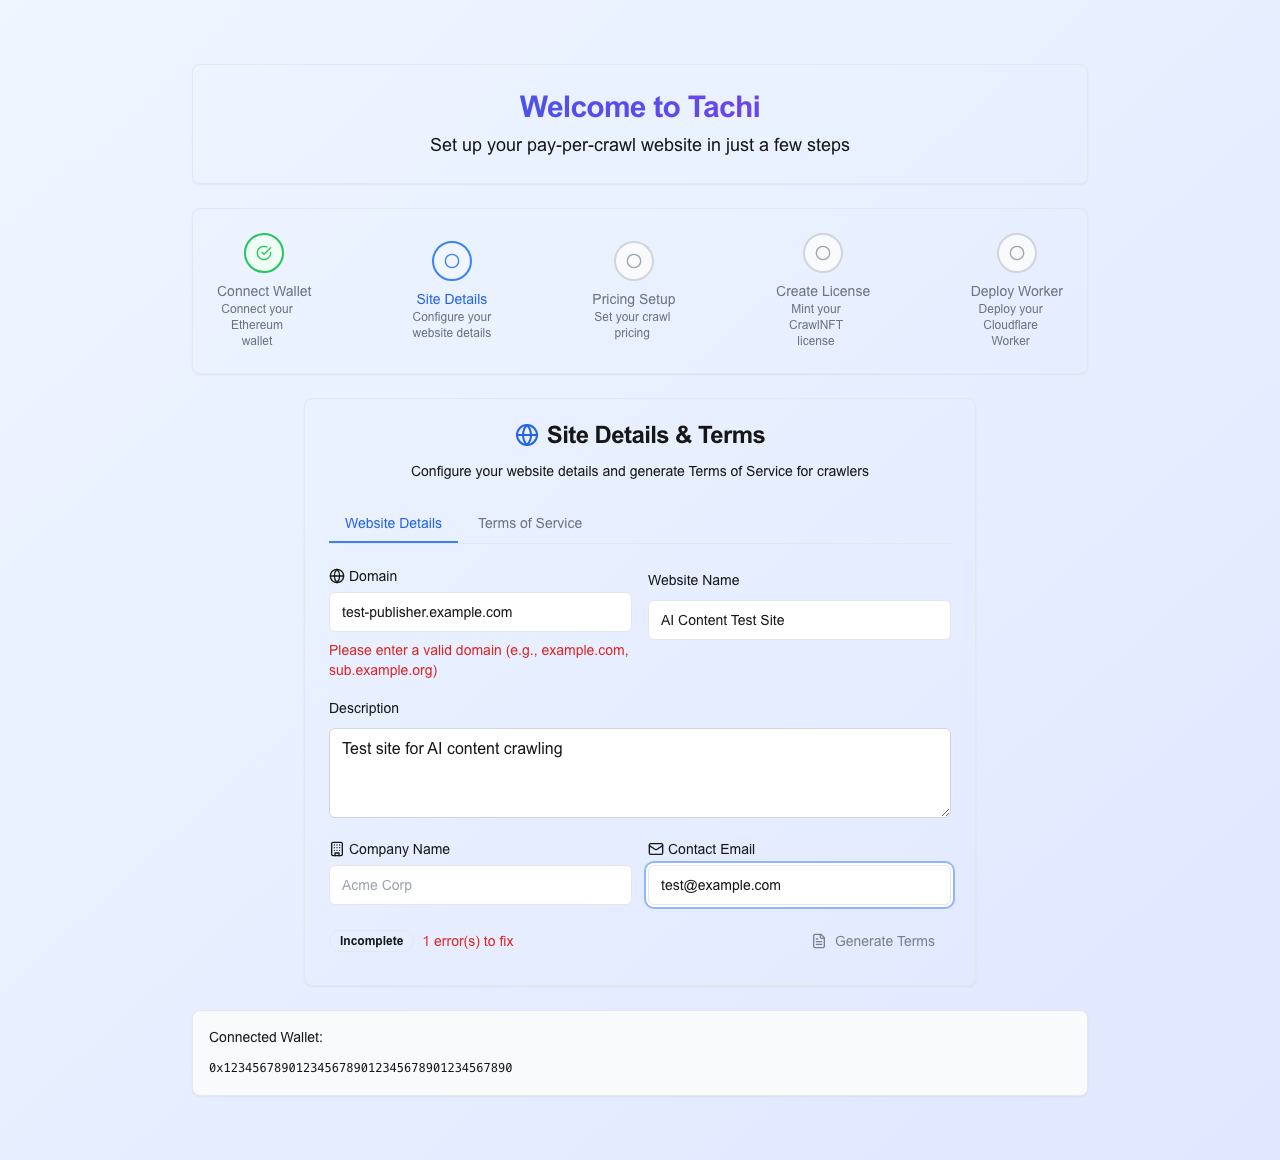 Welcome to Tachi
Set up your pay-per-crawl website in just a few steps
Connect Wallet
Connect your
Ethereum
wallet
Site Details
Configure your
website details
Pricing Setup
Set your crawl
pricing
Create License
Mint your
CrawlNFT
license
Deploy Worker
Deploy your
Cloudflare
Worker
Site Details & Terms
Configure your website details and generate Terms of Service for crawlers
Website Details
Terms of Service
Domain
test-publisher.example.com
Please enter a valid domain (e.g., example.com,
sub.example.org)
Website Name
AI Content Test Site
Description
Test site for AI content crawling
Company Name
Acme Corp
Contact Email
test@example.com
Incomplete
1 error(s) to fix
Generate Terms
Connected Wallet:
0x1234567890123456789012345678901234567890